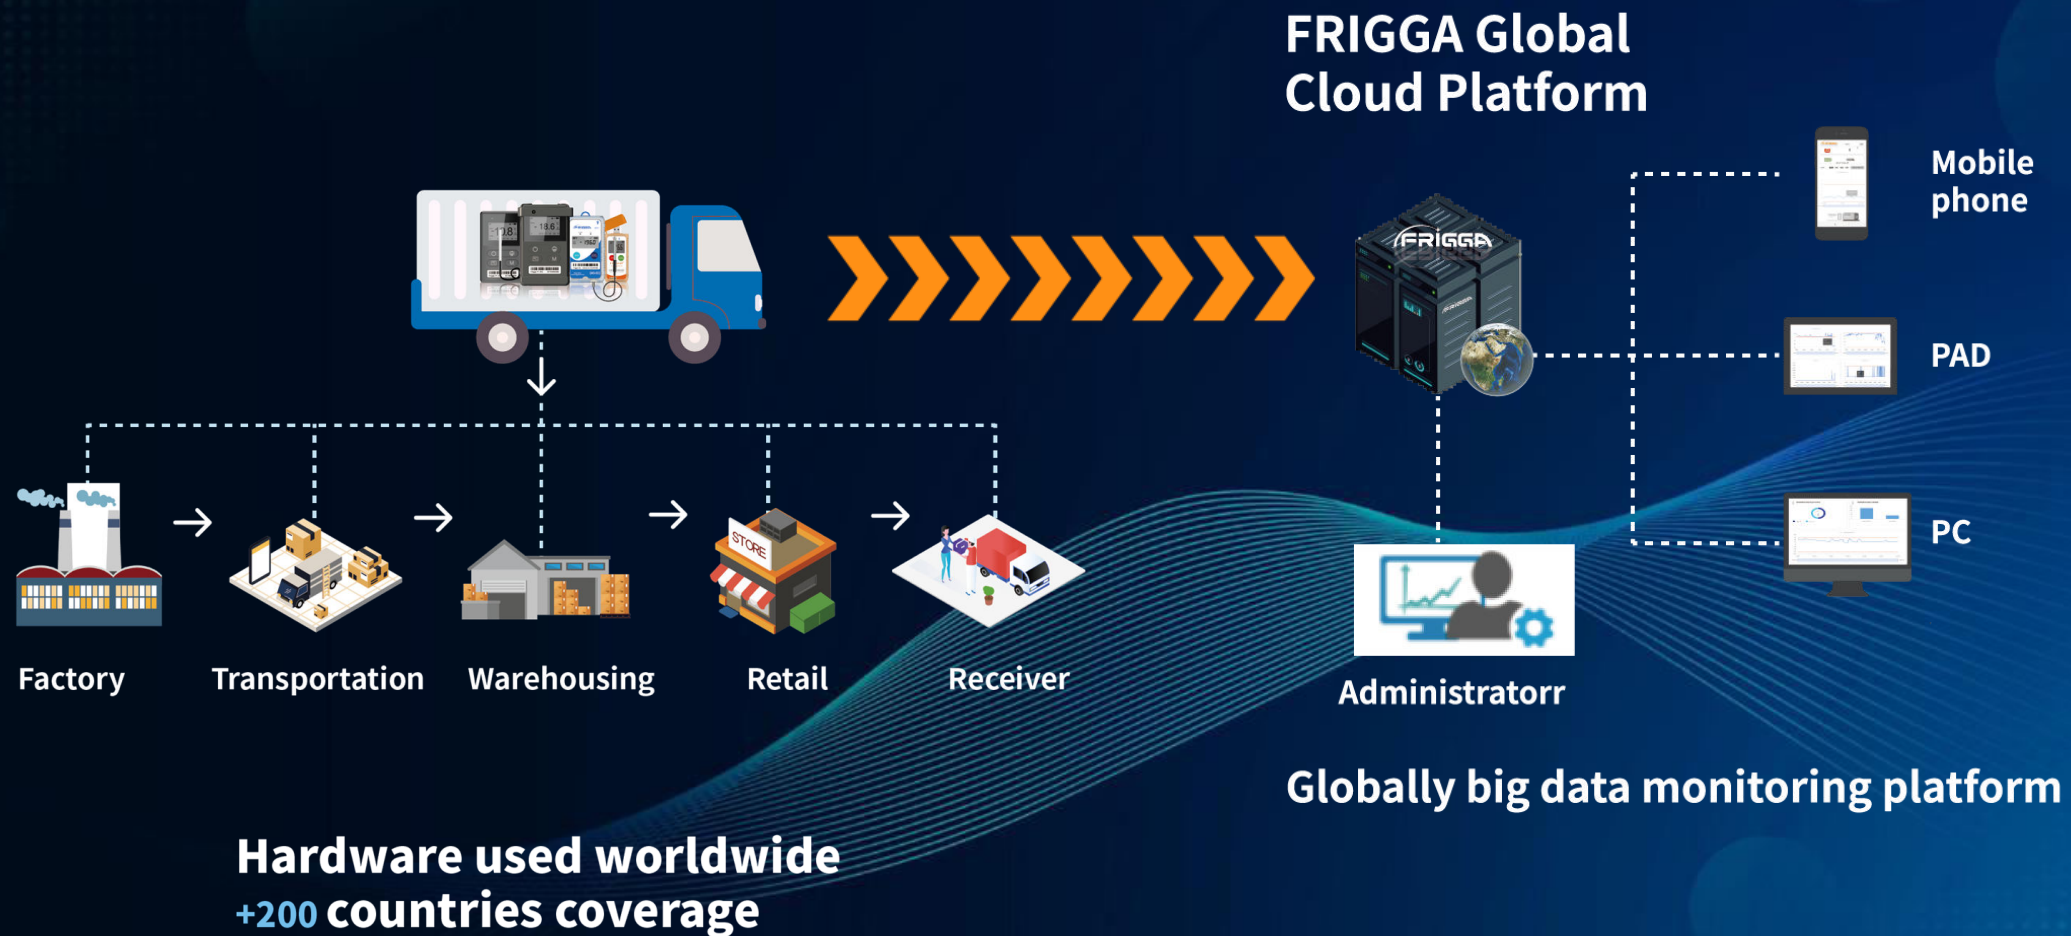 FRIGGA Global
Cloud Platform
Mobile
phone
FRIGGA
PAD
STORE
PC
Factory
Transportation
Warehousing
Retail
Receiver
Administratorr
Globally big data monitoring platform
Hardware used worldwide
+200 countries coverage